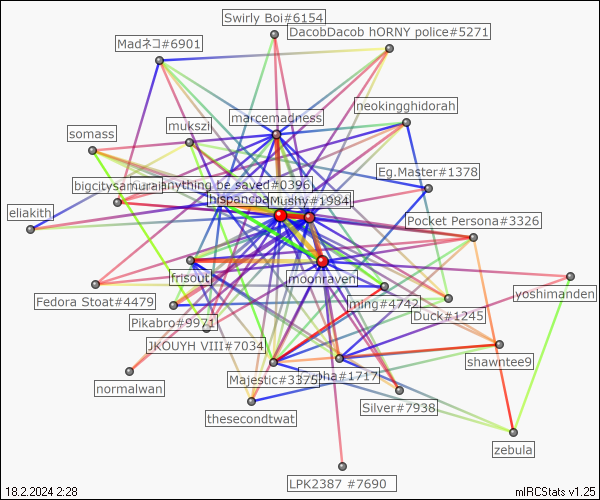 Swirly Boi#6154
DacobDacob hORNY police#5271
Madネコ#6901
neokingghidorah
marcemadness
mukszi
somass
Eg.Master#1378
bigcitysamurai
anything be saved#0396
Mushy#1984
eliakith
Pocket Persona#3326
frisout
moonraven
yoshimanden
Fedora Stoat#4479
ming#4742
Duck#1245
Pikabro#9971
JKOUYH VIII#7034
shawntee9
Majestic#3375
#1717
normalwan
Silver#7938
thesecondtwat
zebula
LPK2387 #7690
18.2.2024 2:28
mIRCStats v1.25